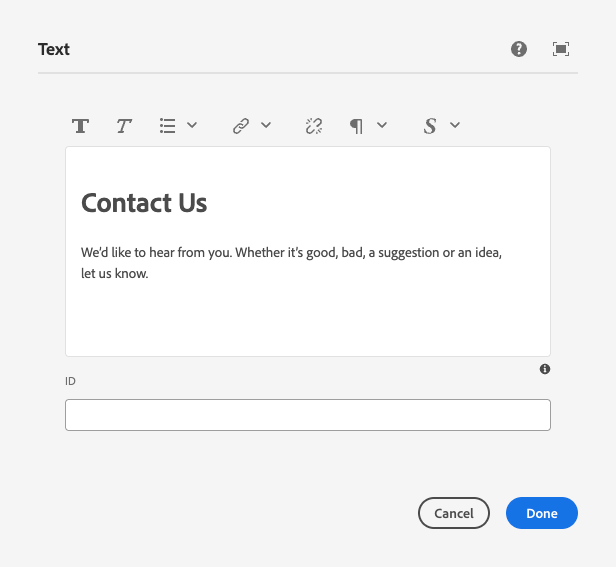 Text
Contact Us
We'd like to hear from you. Whether it's good, bad, a suggestion or an idea,
let us know.
ID
Cancel
Done